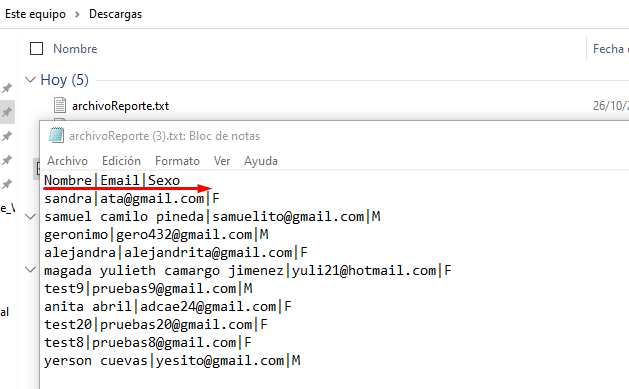 Este equipo > Descargas
Nombre
Fecha
Hoy (5)
archivoReporte.txt
26/10/2
archivoReporte (3).txt: Bloc de notas
Archivo Edición Formato Ver Ayuda
Nombre|Email|Sexo
sandra|ata@gmail.com|F
samuel camilo pineda|samuelito@gmail.com|M
geronimo|gero432@gmail.com|M
alejandra|alejandrita@gmail.com|F
magada yulieth camargo jimenez|yuli21@hotmail.com|F
test9|pruebas9@gmail.com|M
anita abril|adcae24@gmail.com|F
test20|pruebas20@gmail.com|F
test8|pruebas8@gmail.com|F
yerson cuevas|yesito@gmail.com|M